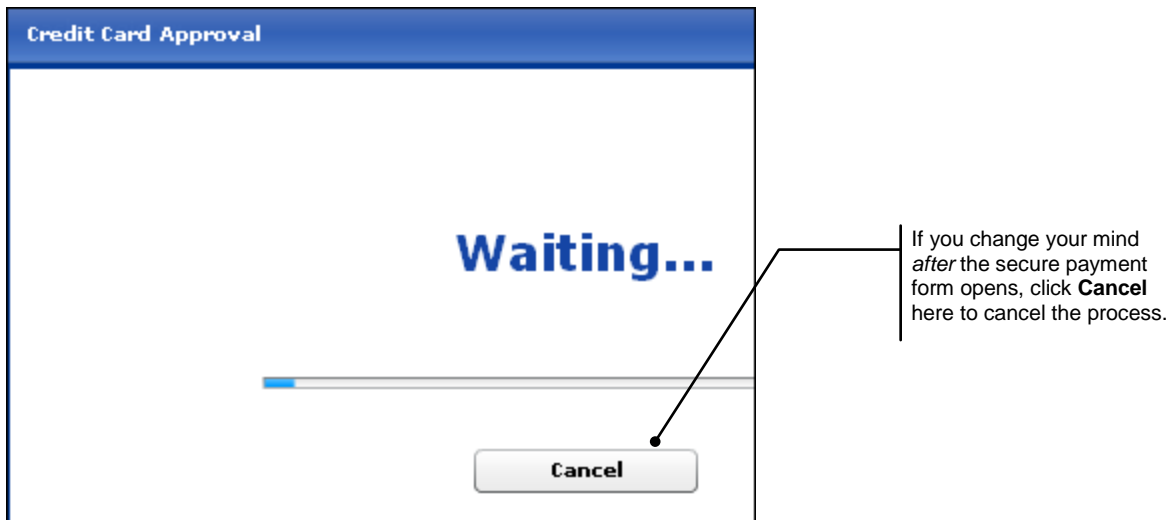 Credit Card Approval
Waiting...
If you change your mind
after the secure payment
form opens, click Cancel
here to cancel the process.
Cancel